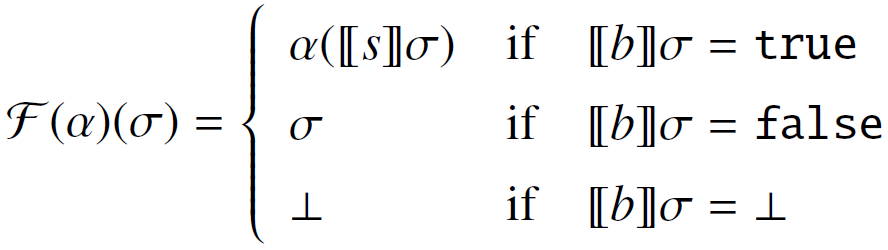 α(⟦s⟧σ) if ⟦b⟧σ = true
ℱ(α)(σ) = { σ if ⟦b⟧σ = false
⊥ if ⟦b⟧σ = ⊥